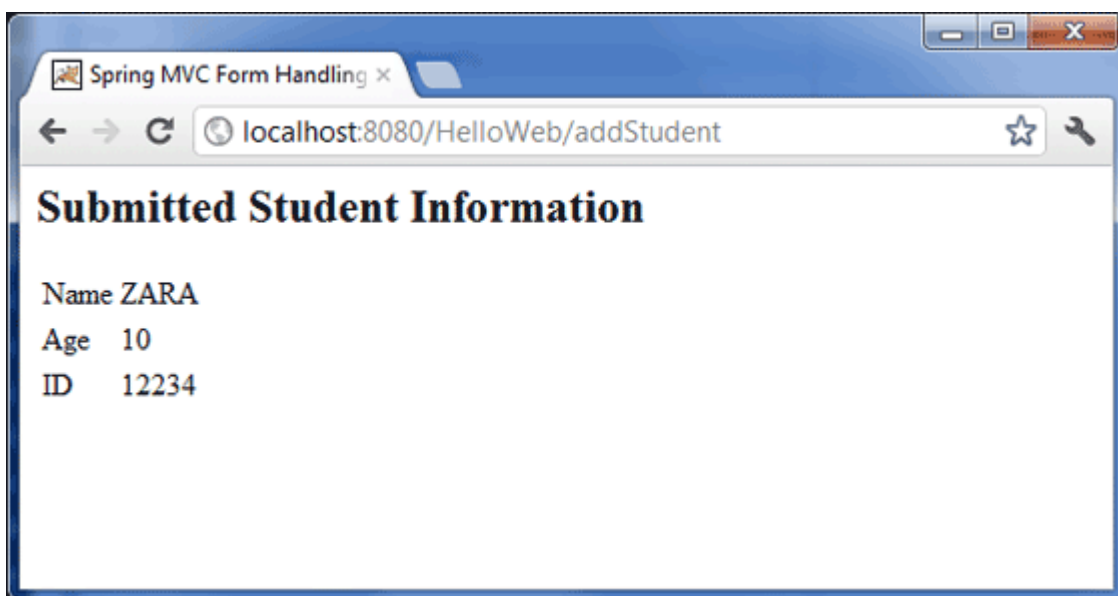 Spring MVC Form Handling
localhost:8080/HelloWeb/addStudent
Submitted Student Information
Name ZARA
Age 10
ID 12234